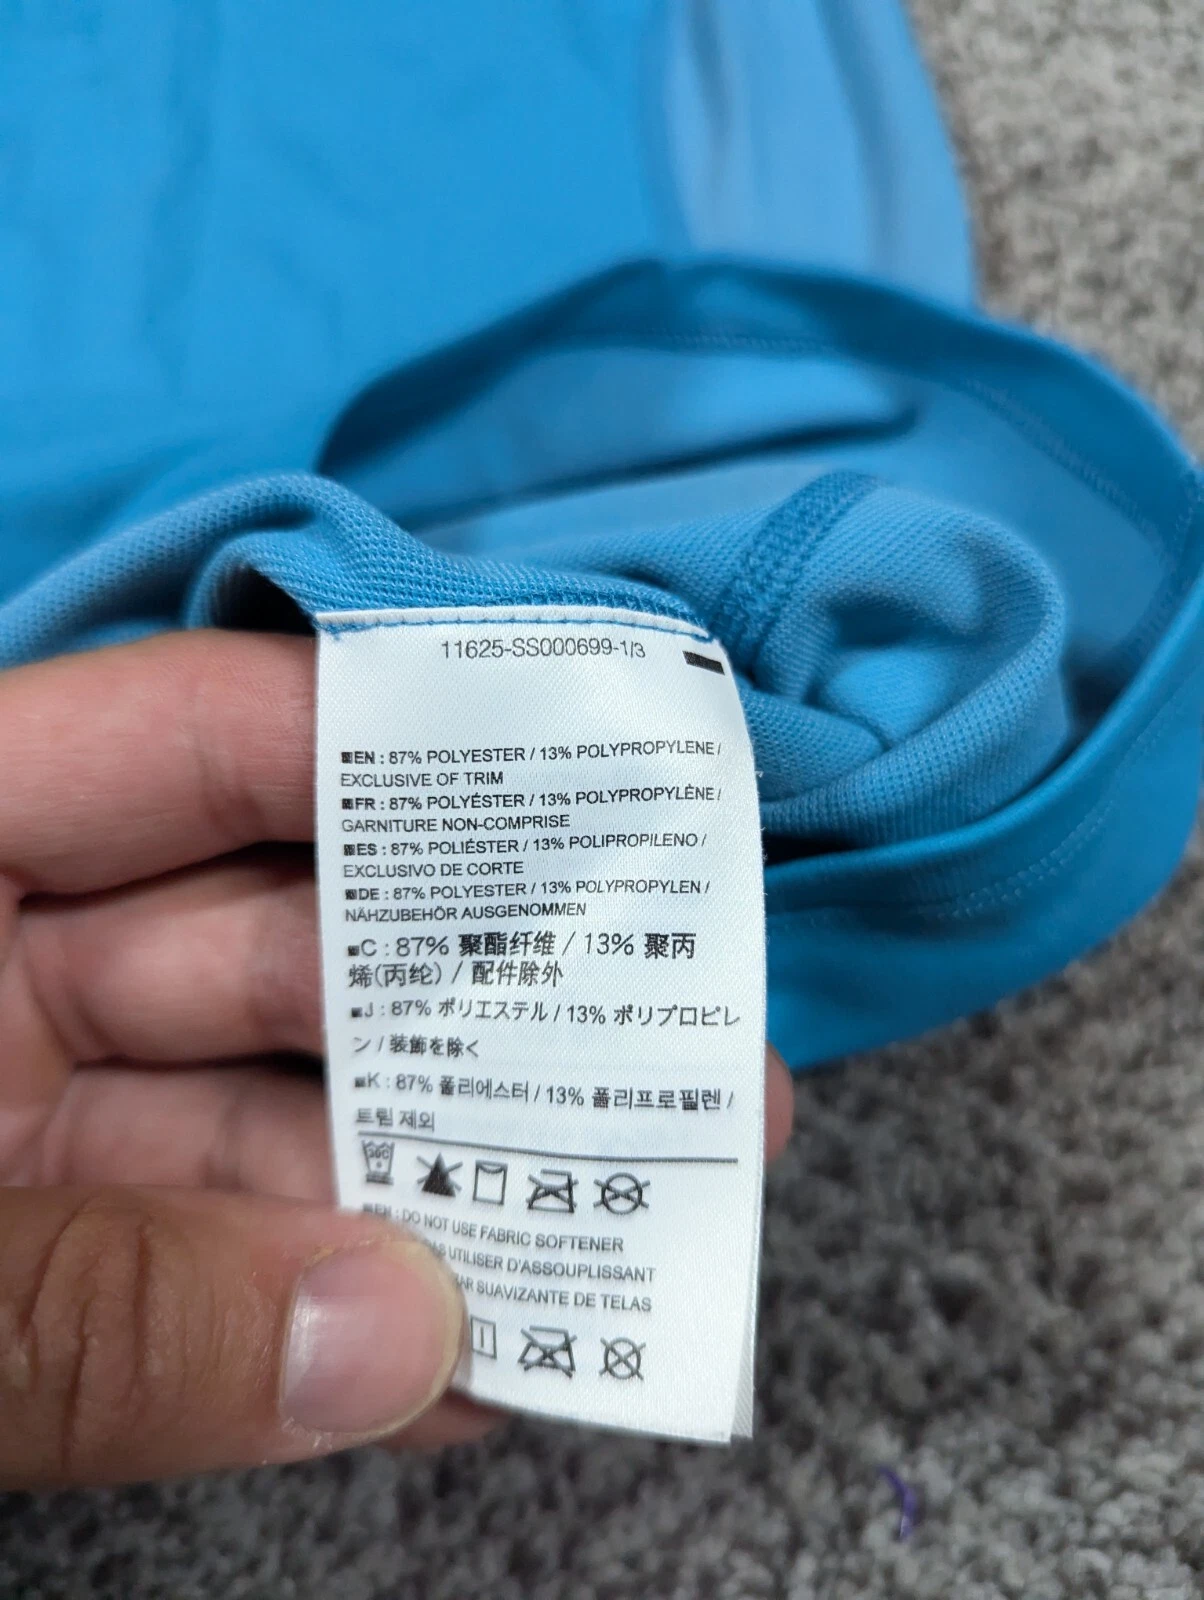 11625-SS000699-1/3
EN : 87% POLYESTER / 13% POLYPROPYLENE /
EXCLUSIVE OF TRIM
FR : 87% POLYÉSTER / 13% POLYPROPYLÈNE /
GARNITURE NON-COMPRISE
ES : 87% POLIÉSTER / 13% POLIPROPILENO /
EXCLUSIVO DE CORTE
DE : 87% POLYESTER / 13% POLYPROPYLEN /
NÄHZUBEHÖR AUSGENOMMEN
C : 87% 聚酯纤维 / 13% 聚丙
烯(丙纶) / 配件除外
J : 87% ポリエステル / 13% ポリプロピレ
ン / 装飾を除く
K : 87% 폴리에스터 / 13% 폴리프로필렌 /
트림 제외
30C
EN : DO NOT USE FABRIC SOFTENER
UTILISER D'ASSOUPLISSANT
SUAVIZANTE DE TELAS